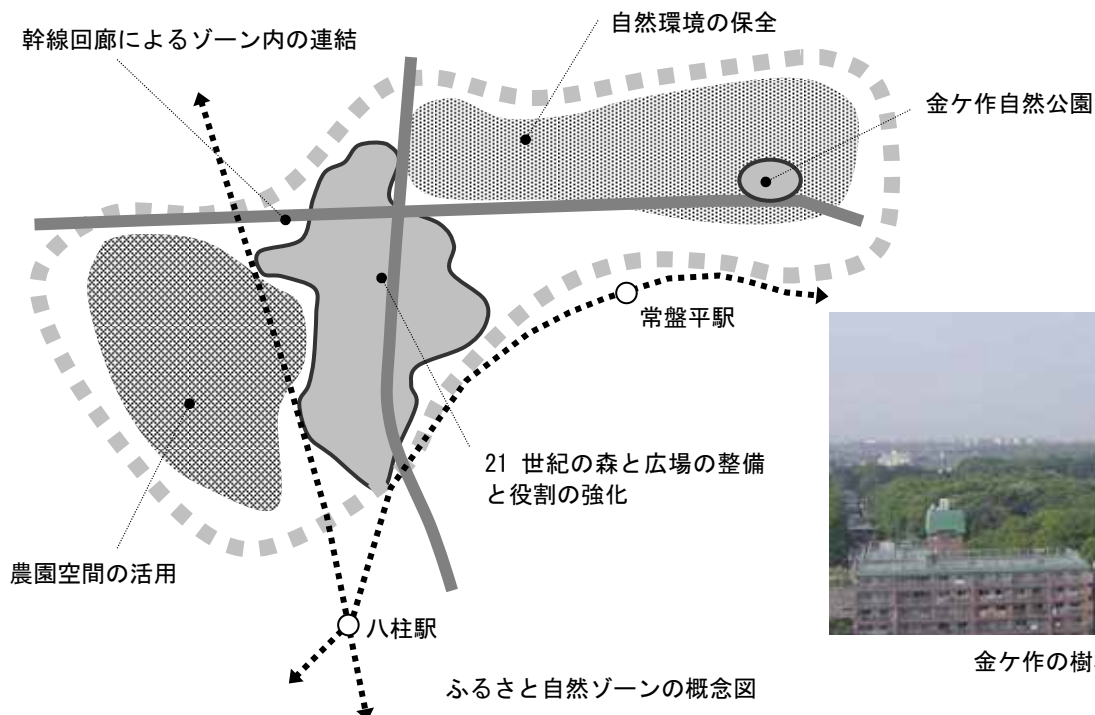 自然環境の保全
幹線回廊によるゾーン内の連結
金ケ作自然公園
常盤平駅
21 世紀の森と広場の整備
と役割の強化
農園空間の活用
八柱駅
金ケ作の樹
ふるさと自然ゾーンの概念図